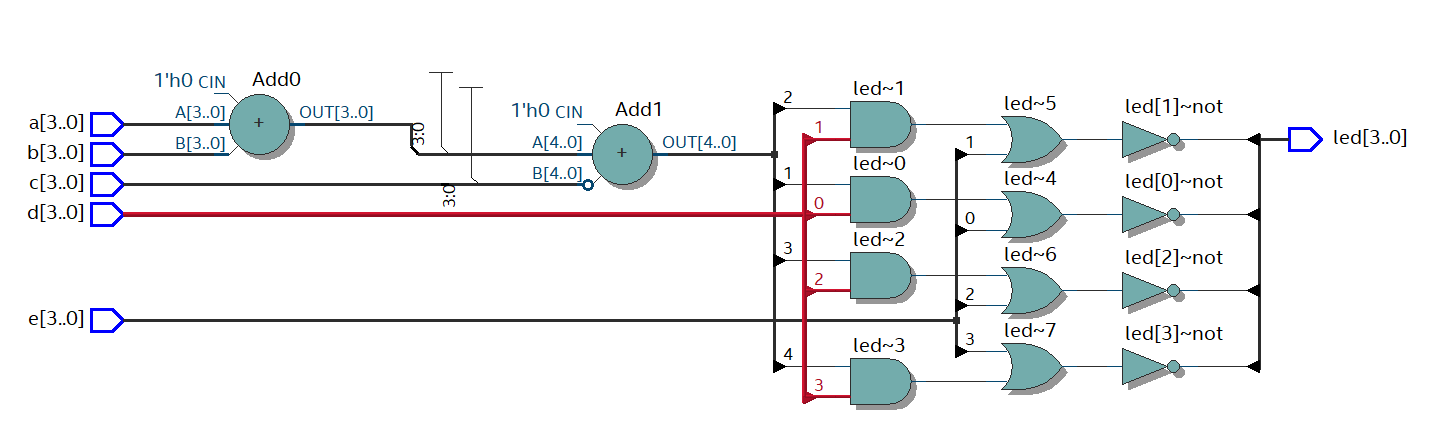 1'h0 CIN
Add0
A[3..0]
B[3..0]
OUT[3..0]
a[3..0]
b[3..0]
c[3..0]
d[3..0]
e[3..0]
3:0
3:0
1'h0 CIN
Add1
A[4..0]
B[4..0]
OUT[4..0]
2
1
led~1
1
0
led~0
3
2
led~2
4
3
led~3
1
led~5
0
led~4
2
led~6
3
led~7
led[1]~not
led[0]~not
led[2]~not
led[3]~not
led[3..0]